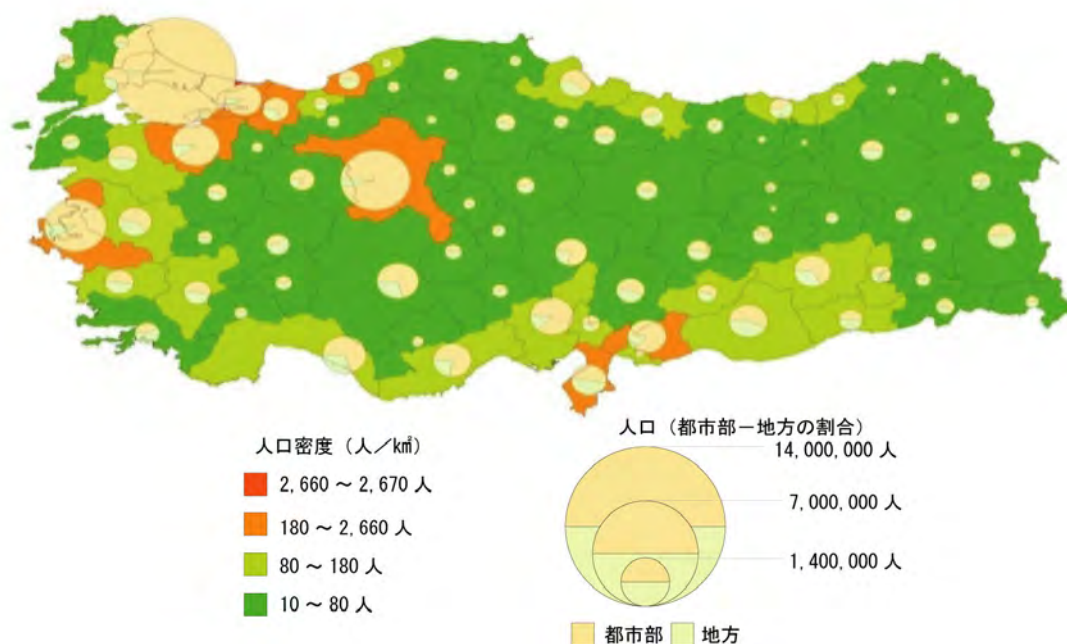 人口密度（人／k㎡）
2,660 ～ 2,670 人
180 ～ 2,660 人
80 ～ 180 人
10 ～ 80 人
人口（都市部－地方の割合）
14,000,000 人
7,000,000 人
1,400,000 人
都市部
地方